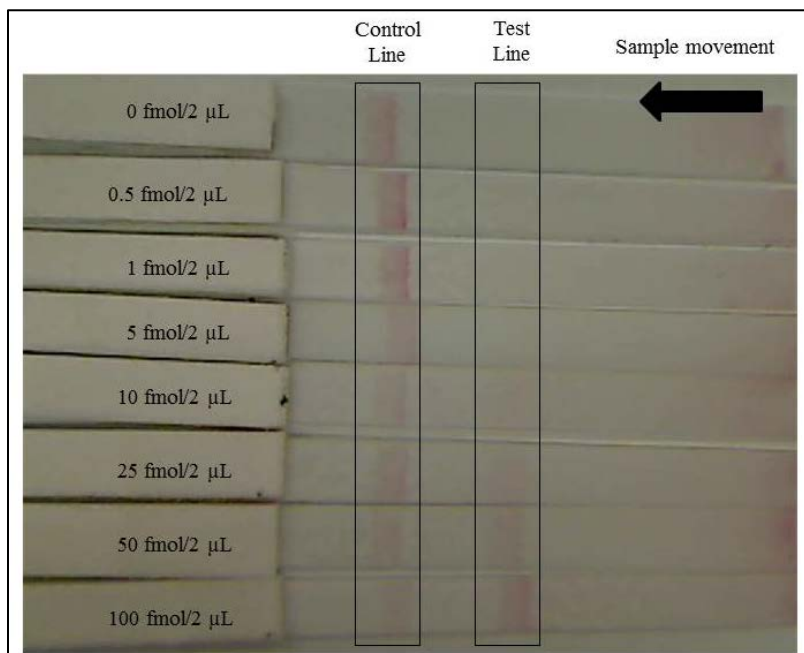 Control
Line
Test
Line
Sample movement
0 fmol/2 µL
0.5 fmol/2 µL
1 fmol/2 µL
5 fmol/2 µL
10 fmol/2 µL
25 fmol/2 µL
50 fmol/2 µL
100 fmol/2 µL